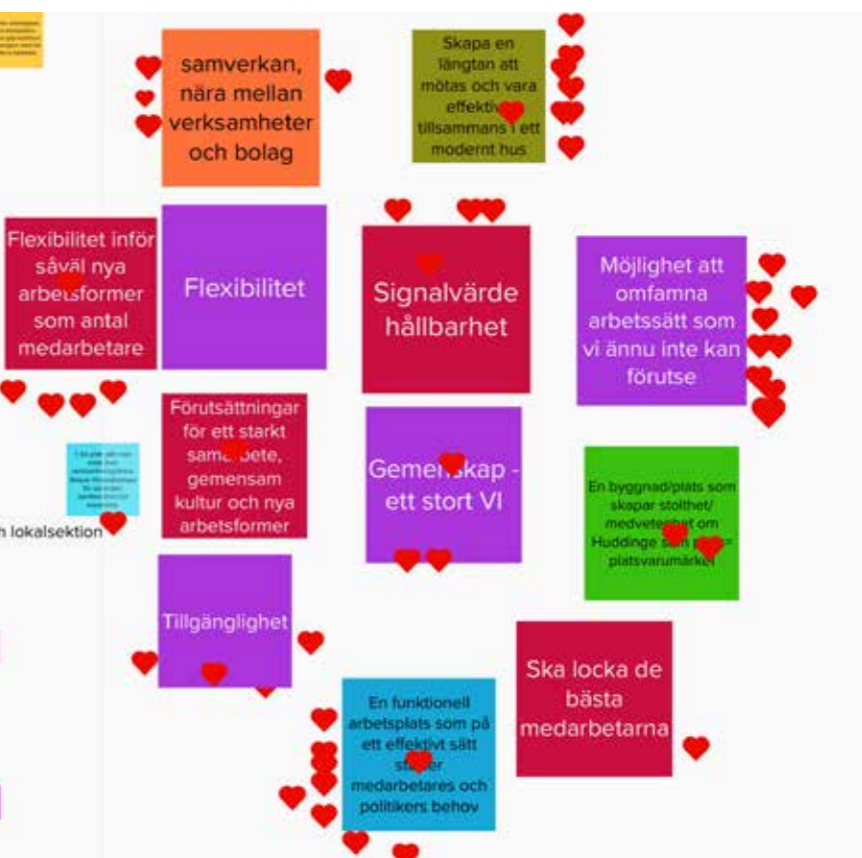 samverkan,
nära mellan
verksamheter
och bolag
Skapa en
längtan att
mötas och vara
effektiv
tillsammans i ett
modernt hus
Flexibilitet inför
såväl nya
arbetsformer
som antal
medarbetare
Flexibilitet
Signalvärde
hållbarhet
Möjlighet att
omfamna
arbetssätt som
vi ännu inte kan
förutse
Förutsättningar
för ett starkt
samarbete,
gemensam
kultur och nya
arbetsformer
Gemenskap -
ett stort VI
En byggnad/plats som
skapar stolthet/
medvetenhet om
Huddinge som =
platsvarumärket
lokalsektion
Tillgänglighet
En funktionell
arbetsplats som på
ett effektivt sätt
medarbetares och
politikers behov
Ska locka de
bästa
medarbetarna